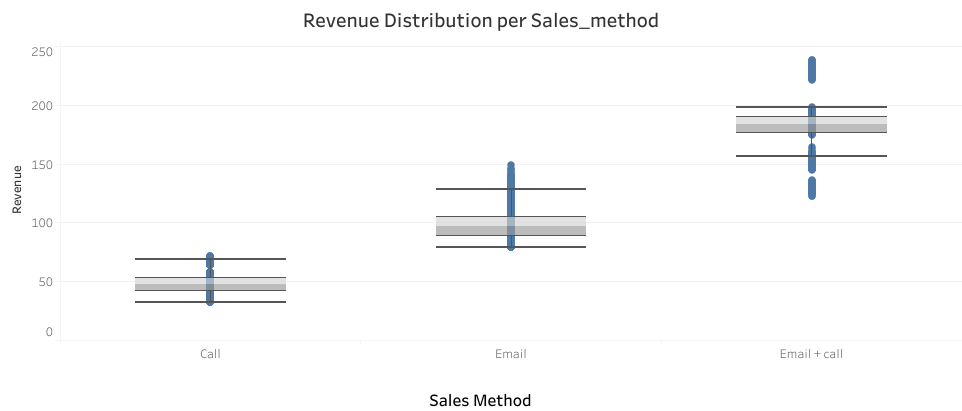 Revenue Distribution per Sales_method
250
200
150
100
50
0
Revenue
Call
Email
Email + call
Sales Method